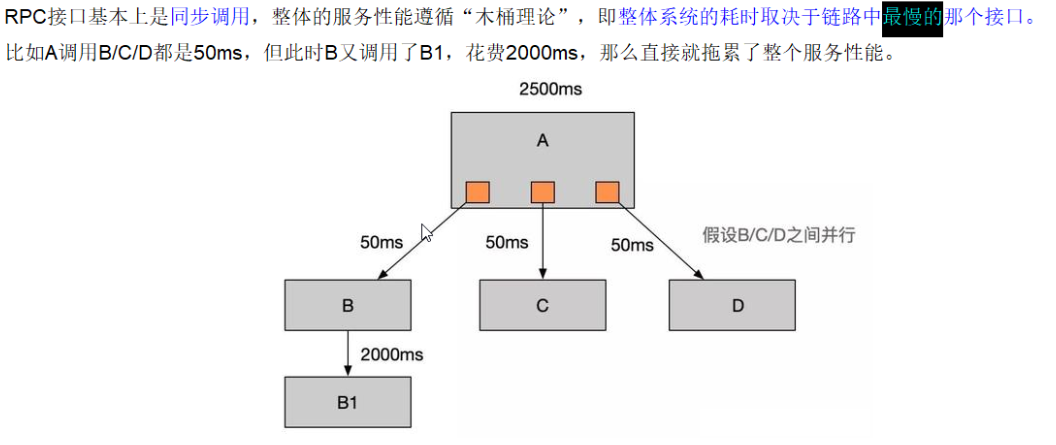 RPC接口基本上是同步调用，整体的服务性能遵循“木桶理论”，即整体系统的耗时取决于链路中最慢的那个接口。
比如A调用B/C/D都是50ms，但此时B又调用了B1，花费2000ms，那么直接就拖累了整个服务性能。
2500ms
A
50ms
50ms
50ms
假设B/C/D之间并行
B
C
D
2000ms
B1